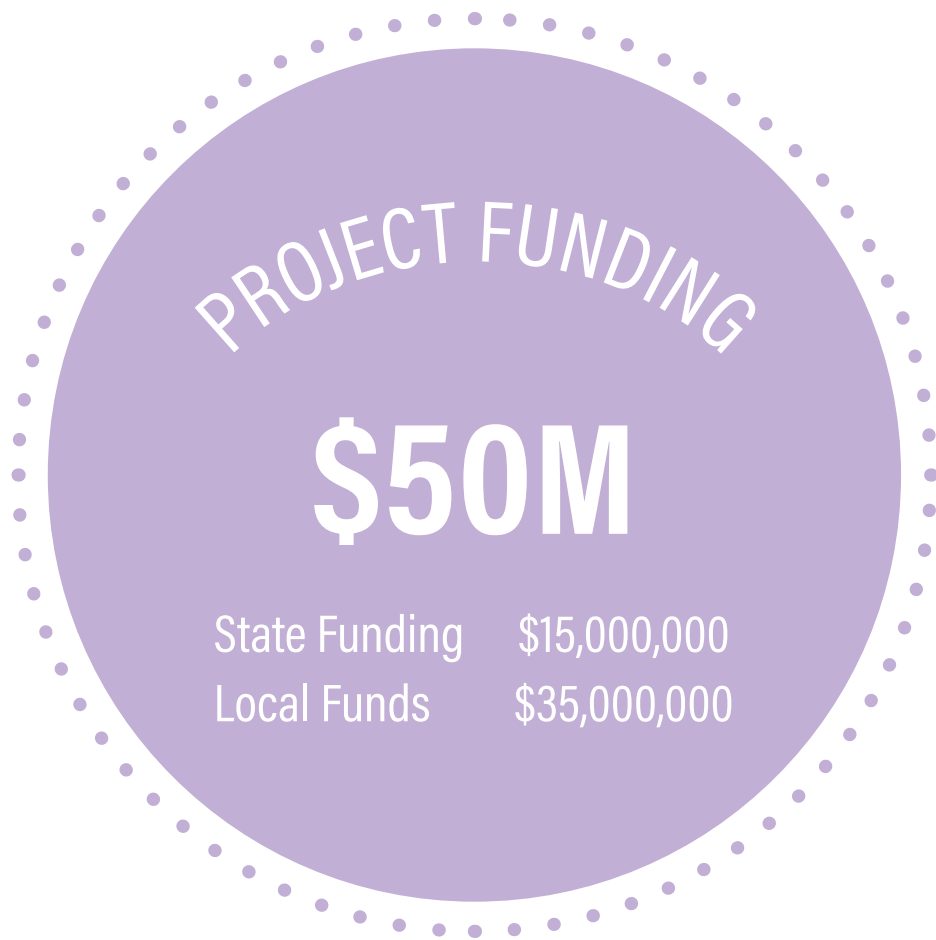 PROJECT FUNDING
$50M
State Funding $15,000,000
Local Funds $35,000,000